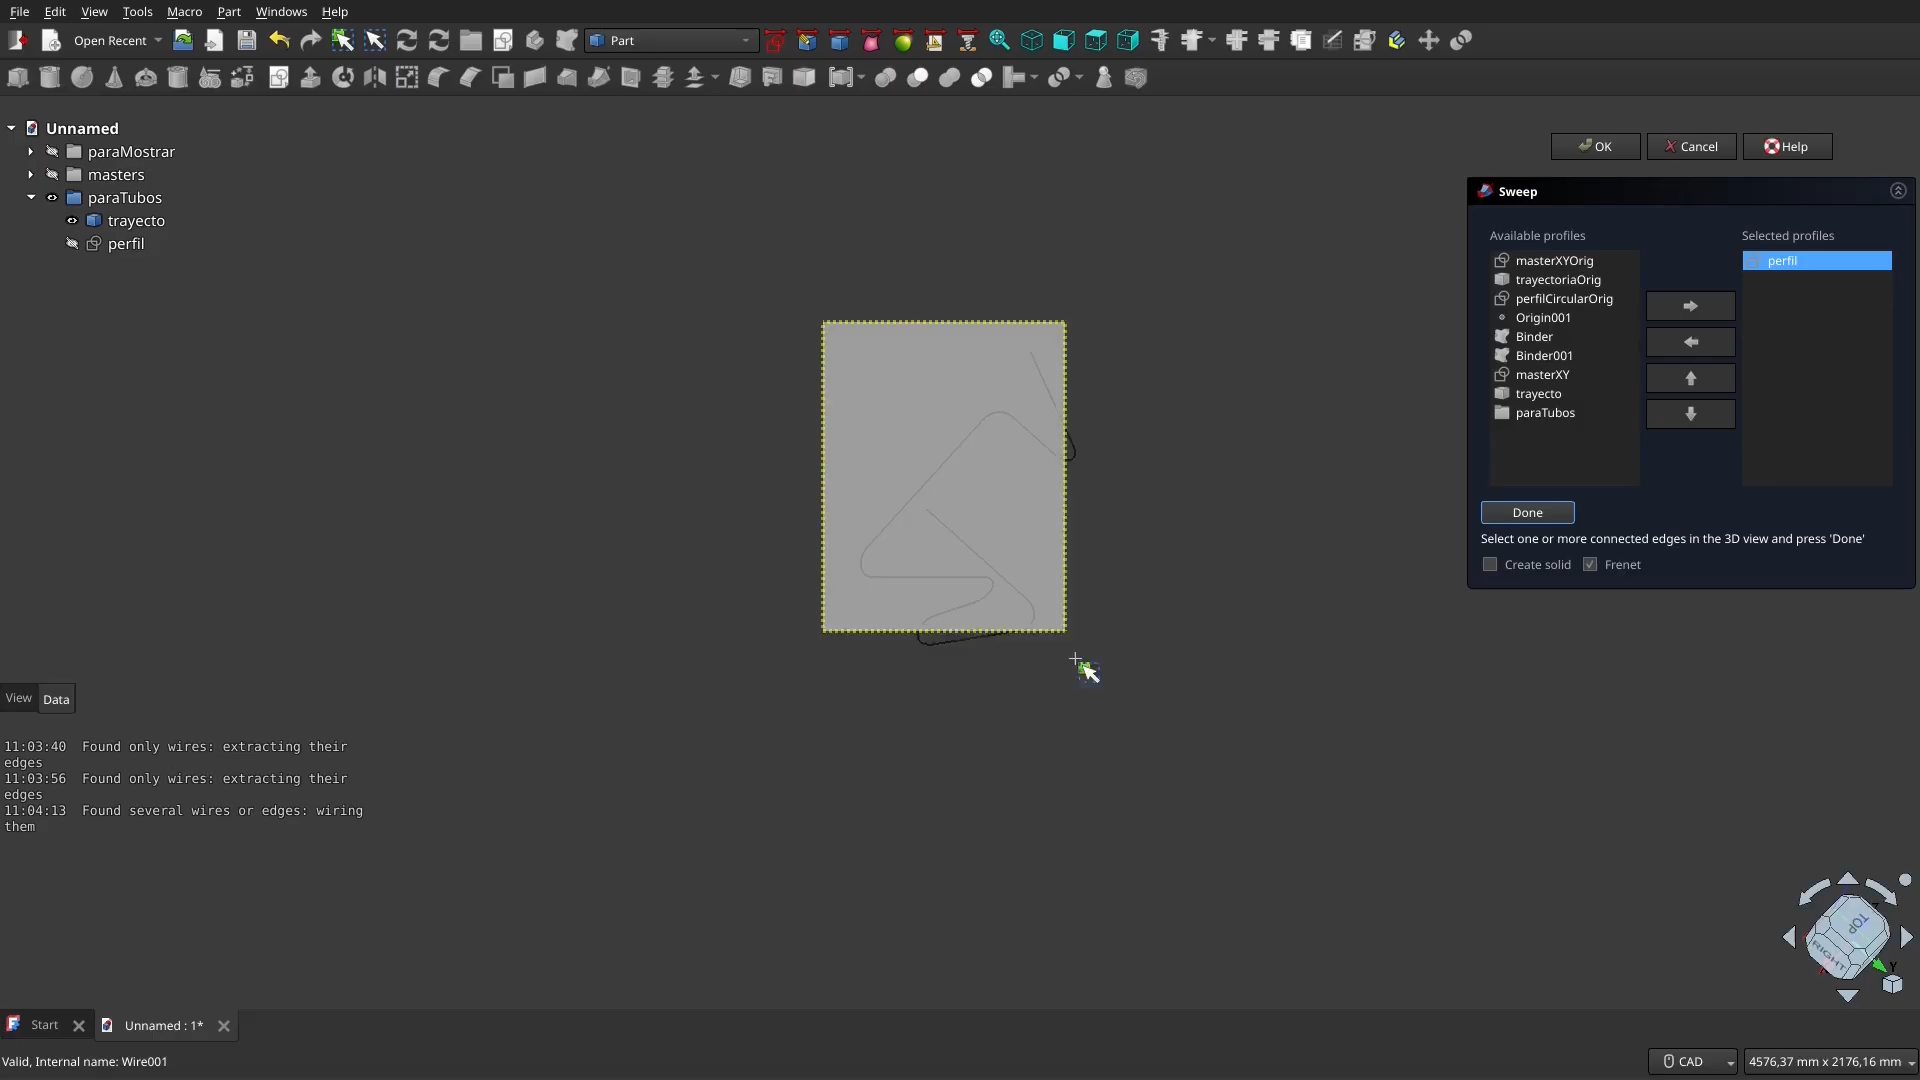 File Edit View Tools Macro Part Windows Help
Open Recent
Part
Unnamed
paraMostrar
masters
paraTubos
trayecto
perfil
OK Cancel Help
Sweep
Available profiles Selected profiles
masterXYOrig perfil
trayectoriaOrig
perfilCircularOrig
Origin001
Binder
Binder001
masterXY
trayecto
paraTubos
Done
Select one or more connected edges in the 3D view and press 'Done'
Create solid Frenet
View Data
11:03:40 Found only wires: extracting their
edges
11:03:56 Found only wires: extracting their
edges
11:04:13 Found several wires or edges: wiring
them
TOP
RIGHT
Y
Start Unnamed : 1*
Valid, Internal name: Wire001
CAD 4576,37 mm x 2176,16 mm